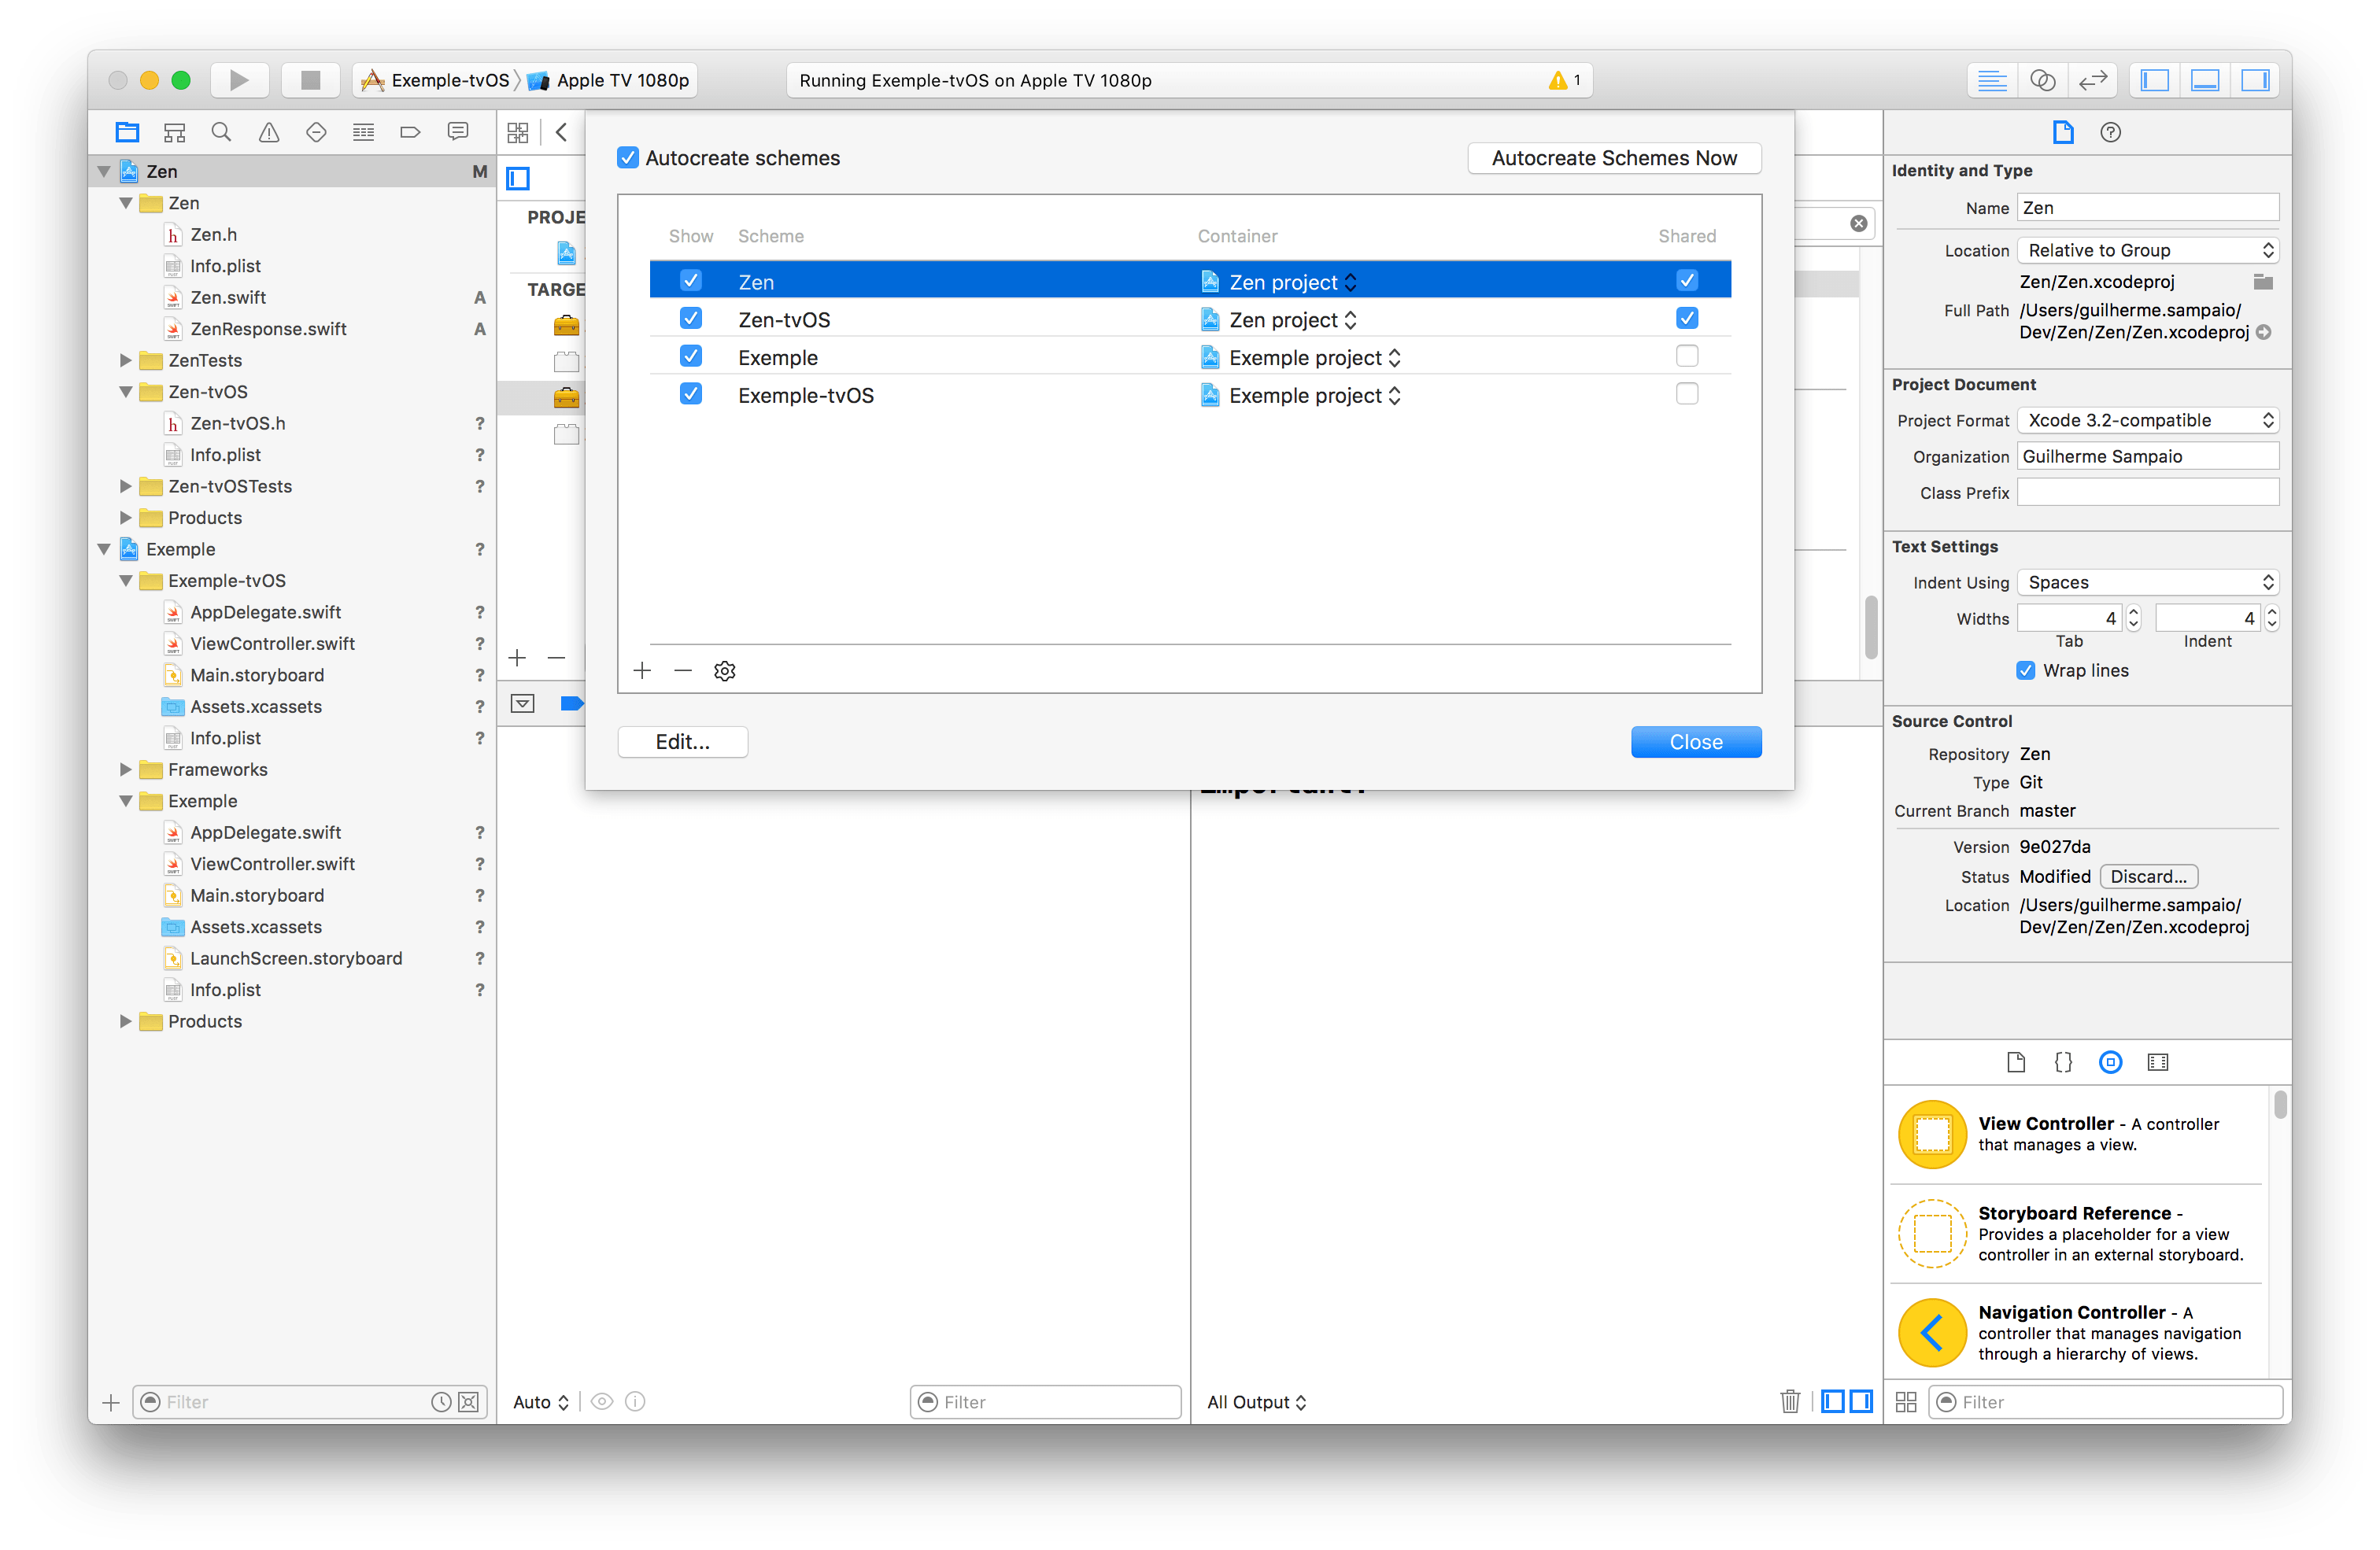 Exemple-tvOS
Apple TV 1080p
Running Exemple-tvOS on Apple TV 1080p
1
Zen M
Zen
Zen.h
Info.plist
Zen.swift A
ZenResponse.swift A
ZenTests
Zen-tvOS
Zen-tvOS.h ?
Info.plist ?
Zen-tvOSTests ?
Products
Exemple ?
Exemple-tvOS
AppDelegate.swift ?
ViewController.swift ?
Main.storyboard ?
Assets.xcassets ?
Info.plist ?
Frameworks
Exemple
AppDelegate.swift ?
ViewController.swift ?
Main.storyboard ?
Assets.xcassets ?
LaunchScreen.storyboard ?
Info.plist ?
Products
Filter
PROJE
TARGE
Autocreate schemes
Autocreate Schemes Now
Show Scheme Container Shared
Zen Zen project
Zen-tvOS Zen project
Exemple Exemple project
Exemple-tvOS Exemple project
Edit...
Close
Auto
Filter
All Output
Identity and Type
Name Zen
Location Relative to Group
Zen/Zen.xcodeproj
Full Path /Users/guilherme.sampaio/
Dev/Zen/Zen/Zen.xcodeproj
Project Document
Project Format Xcode 3.2-compatible
Organization Guilherme Sampaio
Class Prefix
Text Settings
Indent Using Spaces
Widths 4 4
Tab Indent
Wrap lines
Source Control
Repository Zen
Type Git
Current Branch master
Version 9e027da
Status Modified Discard...
Location /Users/guilherme.sampaio/
Dev/Zen/Zen/Zen.xcodeproj
View Controller - A controller
that manages a view.
Storyboard Reference -
Provides a placeholder for a view
controller in an external storyboard.
Navigation Controller - A
controller that manages navigation
through a hierarchy of views.
Filter